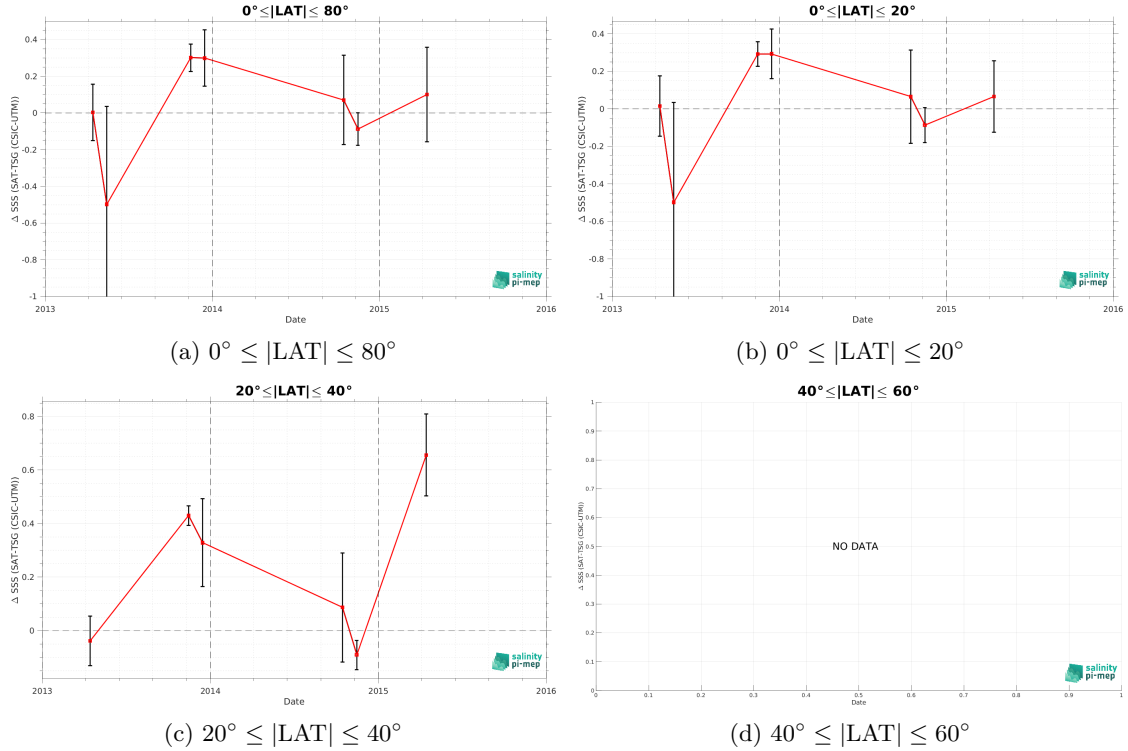 0°≤|LAT|≤ 80°
Δ SSS (SAT-TSG (CSIC-UTM))
0.4
0.2
0
-0.2
-0.4
-0.6
-0.8
-1
2013
2014
2015
2016
Date
salinity
pi-mep
(a) 0° ≤ |LAT| ≤ 80°
0°≤|LAT|≤ 20°
Δ SSS (SAT-TSG (CSIC-UTM))
0.4
0.2
0
-0.2
-0.4
-0.6
-0.8
-1
2013
2014
2015
2016
Date
salinity
pi-mep
(b) 0° ≤ |LAT| ≤ 20°
20°≤|LAT|≤ 40°
Δ SSS (SAT-TSG (CSIC-UTM))
0.8
0.6
0.4
0.2
0
2013
2014
2015
2016
Date
salinity
pi-mep
(c) 20° ≤ |LAT| ≤ 40°
40°≤|LAT|≤ 60°
Δ SSS (SAT-TSG (CSIC-UTM))
1
0.9
0.8
0.7
0.6
0.5
0.4
0.3
0.2
0.1
0
NO DATA
0
0.1
0.2
0.3
0.4
0.5
0.6
0.7
0.8
0.9
1
Date
salinity
pi-mep
(d) 40° ≤ |LAT| ≤ 60°